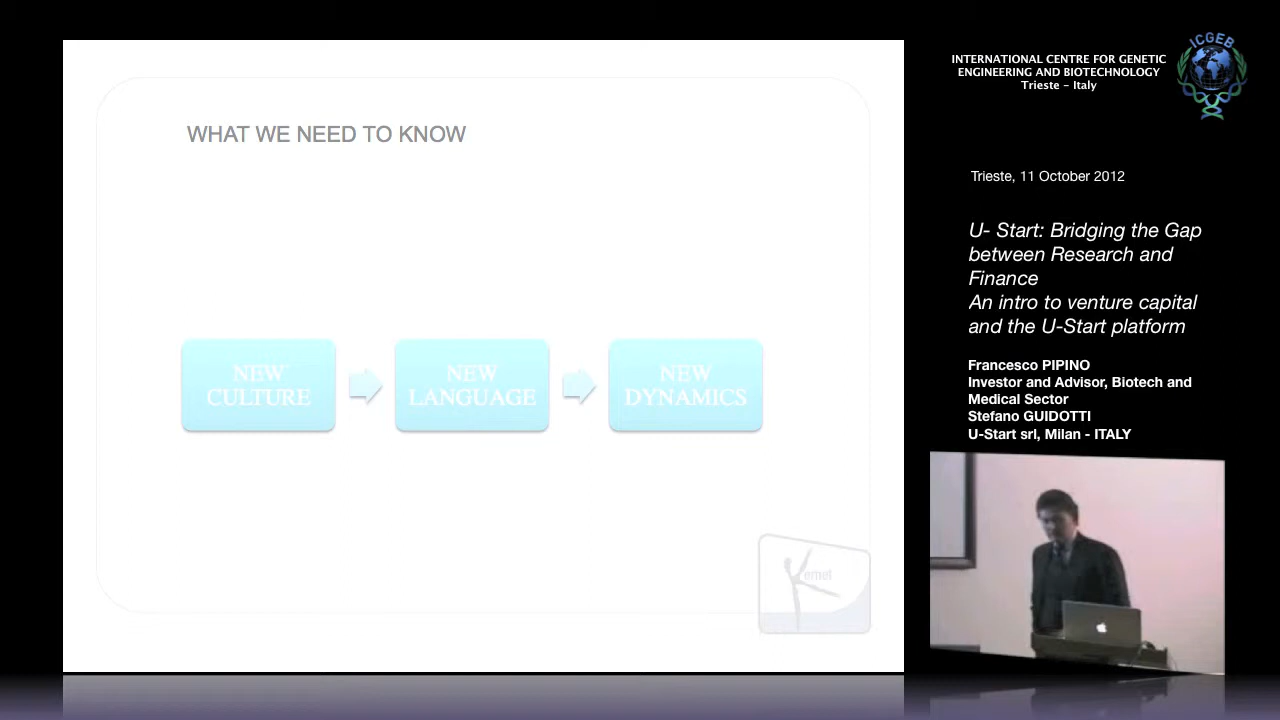 WHAT WE NEED TO KNOW
NEW
CULTURE
NEW
LANGUAGE
NEW
DYNAMICS
ernel
ICGEB
INTERNATIONAL CENTRE FOR GENETIC
ENGINEERING AND BIOTECHNOLOGY
Trieste - Italy
Trieste, 11 October 2012
U- Start: Bridging the Gap
between Research and
Finance
An intro to venture capital
and the U-Start platform
Francesco PIPINO
Investor and Advisor, Biotech and
Medical Sector
Stefano GUIDOTTI
U-Start srl, Milan - ITALY